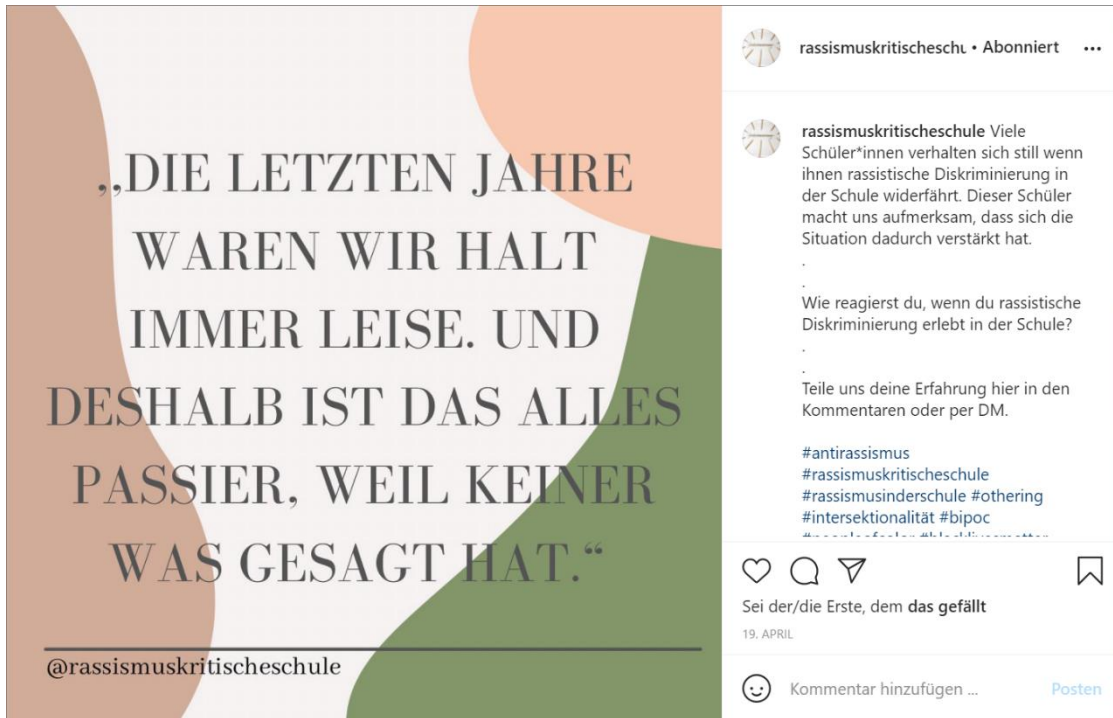 „DIE LETZTEN JAHRE
WAREN WIR HALT
IMMER LEISE. UND
DESHALB IST DAS ALLES
PASSIER, WEIL KEINER
WAS GESAGT HAT.“
@rassismuskritischeschule
rassismuskritischeschu • Abonniert •••
rassismuskritischeschule Viele
Schüler*innen verhalten sich still wenn
ihnen rassistische Diskriminierung in
der Schule widerfährt. Dieser Schüler
macht uns aufmerksam, dass sich die
Situation dadurch verstärkt hat.
.
.
Wie reagierst du, wenn du rassistische
Diskriminierung erlebt in der Schule?
.
.
Teile uns deine Erfahrung hier in den
Kommentaren oder per DM.
#antirassismus
#rassismuskritischeschule
#rassismusinderschule #othering
#intersektionalität #bipoc
Sei der/die Erste, dem das gefällt
19. APRIL
Kommentar hinzufügen ... Posten